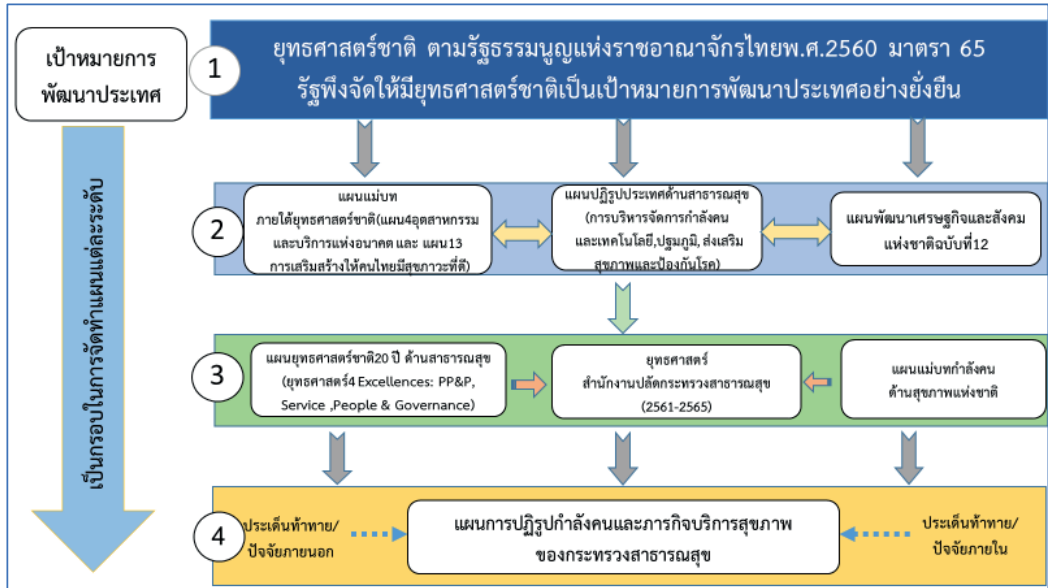 เป้าหมายการ
พัฒนาประเทศ
1
ยุทธศาสตร์ชาติ ตามรัฐธรรมนูญแห่งราชอาณาจักรไทยพ.ศ.2560 มาตรา 65
รัฐพึงจัดให้มียุทธศาสตร์ชาติเป็นเป้าหมายการพัฒนาประเทศอย่างยั่งยืน
เป็นกรอบในการจัดทำแผนแต่ละระดับ
2
แผนแม่บท
ภายใต้ยุทธศาสตร์ชาติ(แผน4อุตสาหกรรม
และบริการแห่งอนาคต และ แผน13
การเสริมสร้างให้คนไทยมีสุขภาวะที่ดี)
แผนปฏิรูปประเทศด้านสาธารณสุข
(การบริหารจัดการกำลังคน
และเทคโนโลยี,ปฐมภูมิ, ส่งเสริม
สุขภาพและป้องกันโรค)
แผนพัฒนาเศรษฐกิจและสังคม
แห่งชาติฉบับที่12
3
แผนยุทธศาสตร์ชาติ20 ปี ด้านสาธารณสุข
(ยุทธศาสตร์4 Excellences: PP&P,
Service ,People & Governance)
ยุทธศาสตร์
สำนักงานปลัดกระทรวงสาธารณสุข
(2561-2565)
แผนแม่บทกำลังคน
ด้านสุขภาพแห่งชาติ
4
ประเด็นท้าทาย/
ปัจจัยภายนอก
แผนการปฏิรูปกำลังคนและภารกิจบริการสุขภาพ
ของกระทรวงสาธารณสุข
ประเด็นท้าทาย/
ปัจจัยภายใน